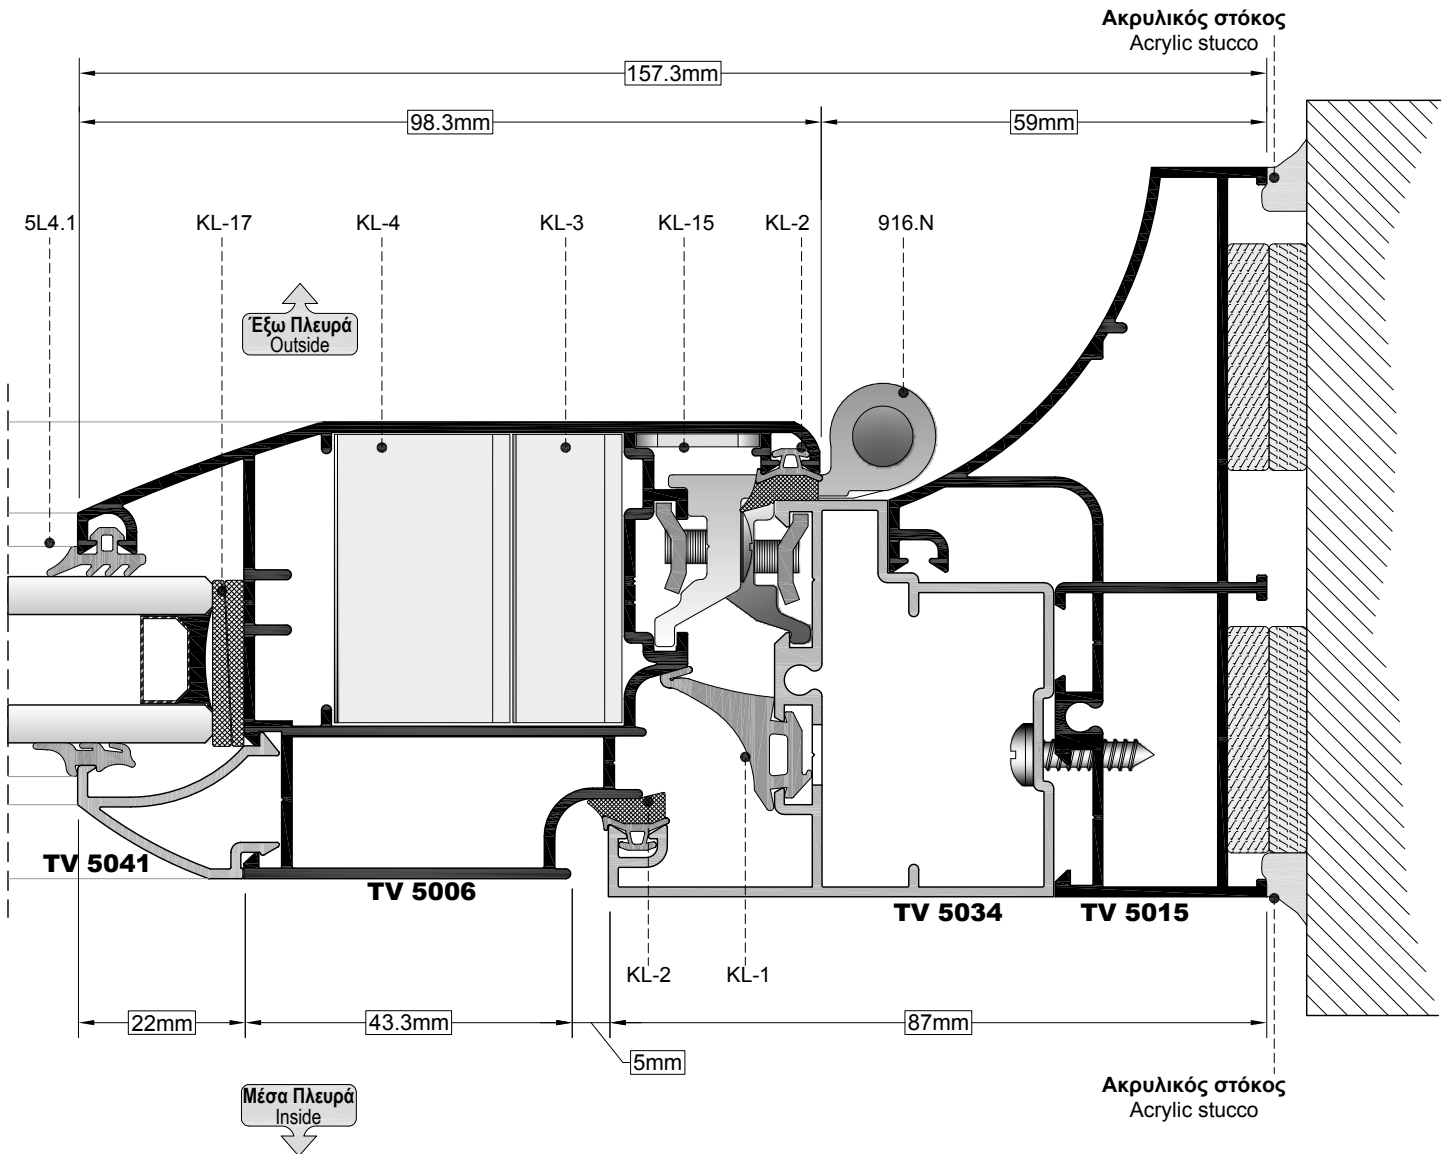 Ακρυλικός στόκος
Acrylic stucco
157.3mm
98.3mm
59mm
5L4.1
KL-17
KL-4
KL-3
KL-15
KL-2
916.N
Έξω Πλευρά
Outside
TV 5041
TV 5006
TV 5034
TV 5015
KL-2
KL-1
22mm
43.3mm
87mm
5mm
Μέσα Πλευρά
Inside
Ακρυλικός στόκος
Acrylic stucco